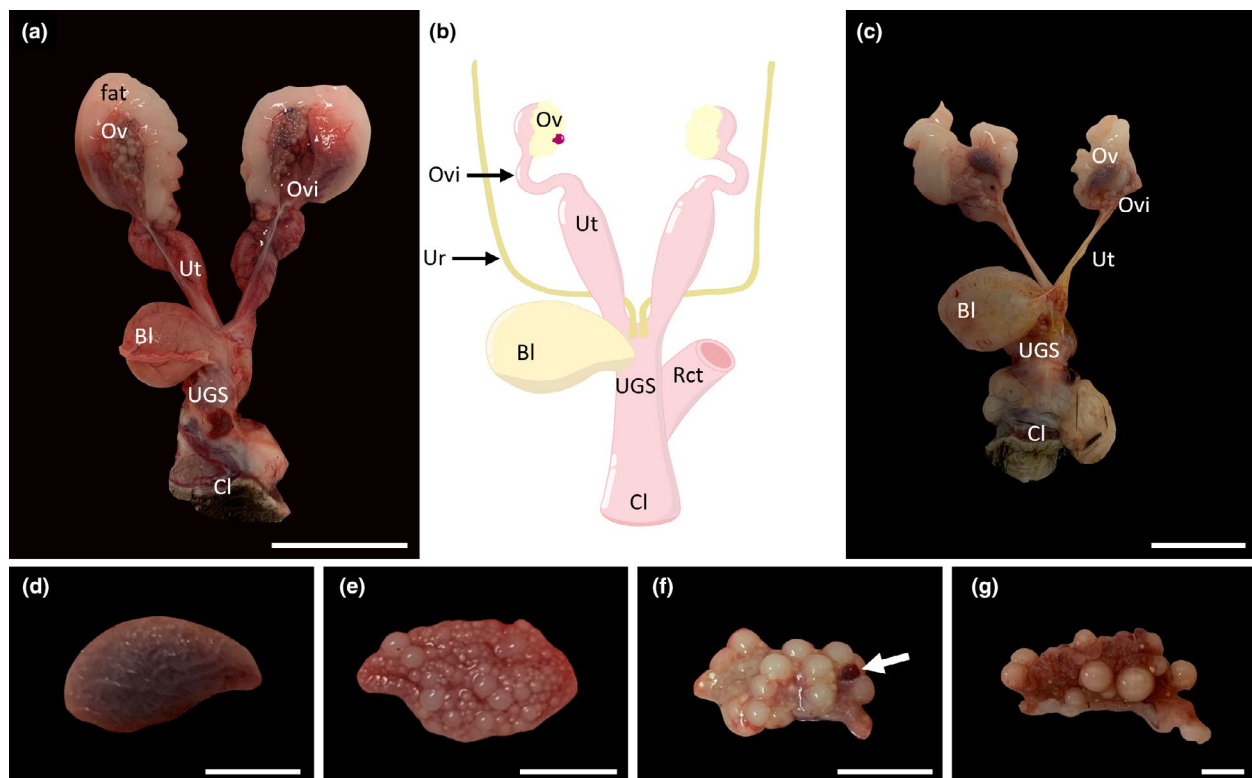 (a)
fat
Ov
Ovi
Ut
Bl
UGS
Cl
(b)
Ov
Ovi
Ut
Ur
Bl
UGS
Rct
Cl
(c)
Ov
Ovi
Ut
Bl
UGS
Cl
(d)
(e)
(f)
(g)